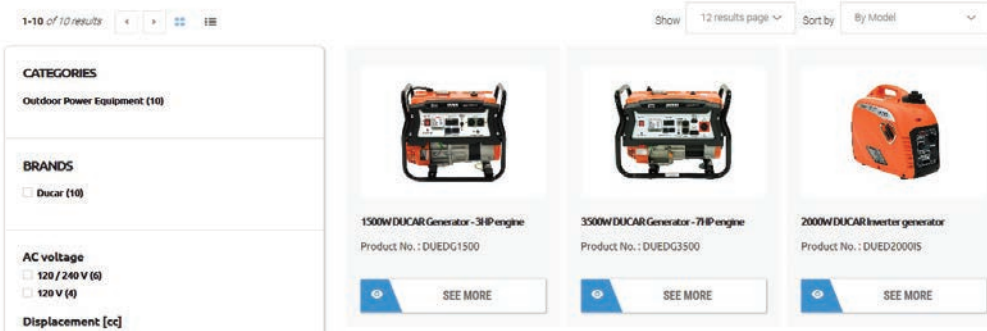 1-10 of 10 results
Show 12 results page Sort by By Model
CATEGORIES
Outdoor Power Equipment (10)
BRANDS
Ducar (10)
AC voltage
120 / 240 V (6)
120 V (4)
Displacement [cc]
1500W DUCAR Generator - 3HP engine
Product No. : DUEDG1500
SEE MORE
3500W DUCAR Generator - 7HP engine
Product No. : DUEDG3500
SEE MORE
2000W DUCAR Inverter generator
Product No. : DUED2000IS
SEE MORE